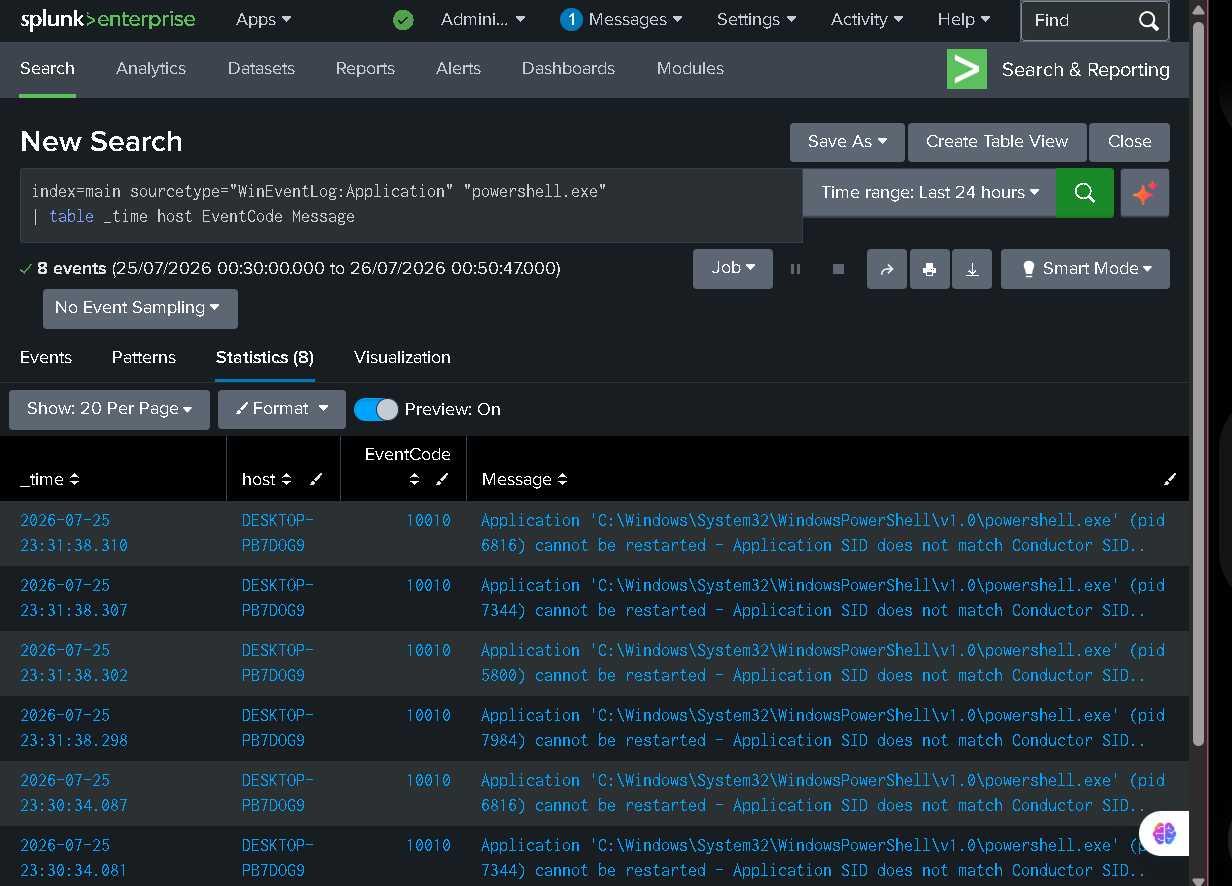 splunk>enterprise Apps Admini... 1 Messages Settings Activity Help Find
Search Analytics Datasets Reports Alerts Dashboards Modules > Search & Reporting
New Search Save As Create Table View Close
index=main sourcetype="WinEventLog:Application" "powershell.exe"
| table _time host EventCode Message
Time range: Last 24 hours
8 events (25/07/2026 00:30:00.000 to 26/07/2026 00:50:47.000) Job Smart Mode
No Event Sampling
Events Patterns Statistics (8) Visualization
Show: 20 Per Page Format Preview: On
_time host EventCode Message
2026-07-25 DESKTOP- 10010 Application 'C:\Windows\System32\WindowsPowerShell\v1.0\powershell.exe' (pid
23:31:38.310 PB7DOG9 6816) cannot be restarted - Application SID does not match Conductor SID..
2026-07-25 DESKTOP- 10010 Application 'C:\Windows\System32\WindowsPowerShell\v1.0\powershell.exe' (pid
23:31:38.307 PB7DOG9 7344) cannot be restarted - Application SID does not match Conductor SID..
2026-07-25 DESKTOP- 10010 Application 'C:\Windows\System32\WindowsPowerShell\v1.0\powershell.exe' (pid
23:31:38.302 PB7DOG9 5800) cannot be restarted - Application SID does not match Conductor SID..
2026-07-25 DESKTOP- 10010 Application 'C:\Windows\System32\WindowsPowerShell\v1.0\powershell.exe' (pid
23:31:38.298 PB7DOG9 7984) cannot be restarted - Application SID does not match Conductor SID..
2026-07-25 DESKTOP- 10010 Application 'C:\Windows\System32\WindowsPowerShell\v1.0\powershell.exe' (pid
23:30:34.087 PB7DOG9 6816) cannot be restarted - Application SID does not match Conductor SID..
2026-07-25 DESKTOP- 10010 Application 'C:\Windows\System32\WindowsPowerShell\v1.0\powershell.exe'
23:30:34.081 PB7DOG9 7344) cannot be restarted - Application SID does not match Conductor SID..